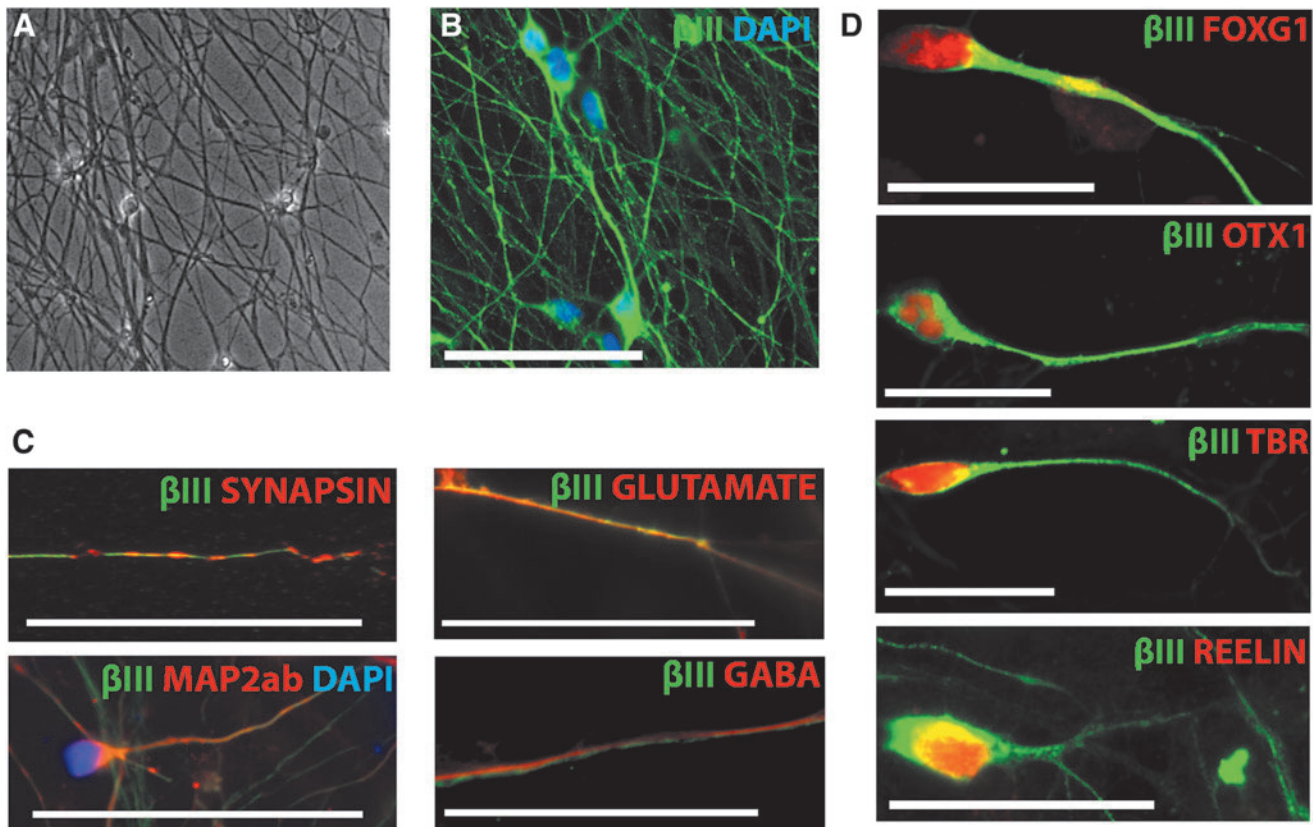 A
B
βIII DAPI
C
βIII SYNAPSIN
βIII GLUTAMATE
βIII MAP2ab DAPI
βIII GABA
D
βIII FOXG1
βIII OTX1
βIII TBR
βIII REELIN